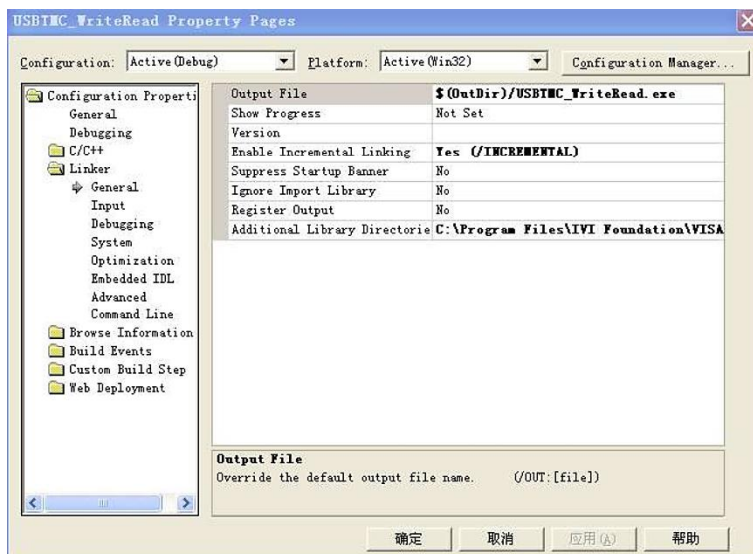 USBTMC_WriteRead Property Pages
Configuration: Active(Debug) Platform: Active(Win32) Configuration Manager...
Configuration Properti
General
Debugging
C/C++
Linker
General
Input
Debugging
System
Optimization
Embedded IDL
Advanced
Command Line
Browse Information
Build Events
Custom Build Step
Web Deployment
Output File $(OutDir)/USBTMC_WriteRead.exe
Show Progress Not Set
Version
Enable Incremental Linking Yes (/INCREMENTAL)
Suppress Startup Banner No
Ignore Import Library No
Register Output No
Additional Library Directorie C:\Program Files\IVI Foundation\VISA
Output File
Override the default output file name. (/OUT:[file])
确定 取消 应用(A) 帮助